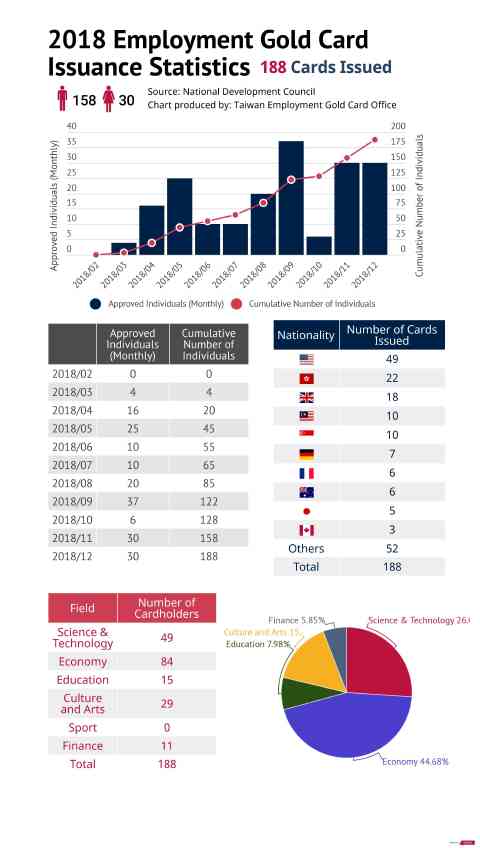 2018 Employment Gold Card
Issuance Statistics 188 Cards Issued
158 30
Source: National Development Council
Chart produced by: Taiwan Employment Gold Card Office
Approved Individuals (Monthly)
40
35
30
25
20
15
10
5
0
200
175
150
125
100
75
50
25
0
Cumulative Number of Individuals
2018/02
2018/03
2018/04
2018/05
2018/06
2018/07
2018/08
2018/09
2018/10
2018/11
2018/12
Approved Individuals (Monthly) Cumulative Number of Individuals
Approved Individuals (Monthly) Cumulative Number of Individuals
2018/02 0 0
2018/03 4 4
2018/04 16 20
2018/05 25 45
2018/06 10 55
2018/07 10 65
2018/08 20 85
2018/09 37 122
2018/10 6 128
2018/11 30 158
2018/12 30 188
Nationality Number of Cards Issued
49
22
18
10
10
7
6
6
5
3
Others 52
Total 188
Field Number of Cardholders
Science & Technology 49
Economy 84
Education 15
Culture and Arts 29
Sport 0
Finance 11
Total 188
Finance 5.85%
Science & Technology 26.
Culture and Arts 15.
Education 7.98%
Economy 44.68%